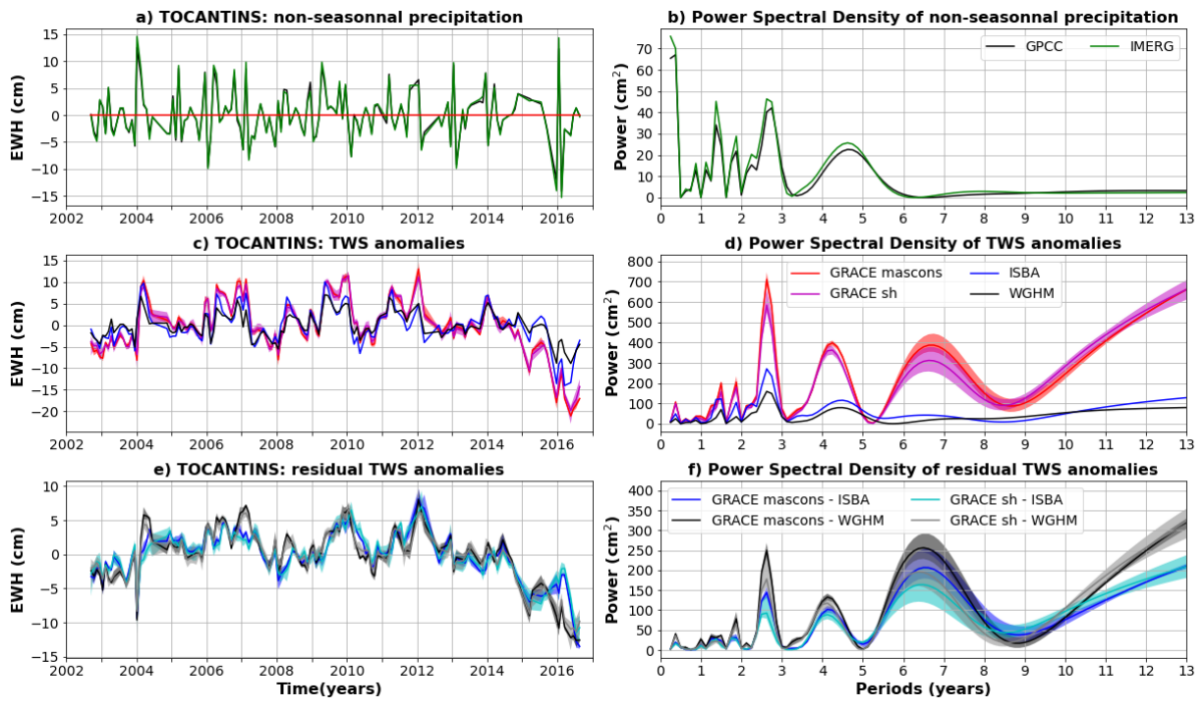 a) TOCANTINS: non-seasonnal precipitation
EWH (cm)
15
10
5
0
−5
−10
−15
2002 2004 2006 2008 2010 2012 2014 2016
b) Power Spectral Density of non-seasonnal precipitation
GPCC IMERG
Power (cm²)
70
60
50
40
30
20
10
0
0 1 2 3 4 5 6 7 8 9 10 11 12 13
c) TOCANTINS: TWS anomalies
EWH (cm)
15
10
5
0
−5
−10
−15
−20
2002 2004 2006 2008 2010 2012 2014 2016
d) Power Spectral Density of TWS anomalies
GRACE mascons ISBA
GRACE sh WGHM
Power (cm²)
800
700
600
500
400
300
200
100
0
0 1 2 3 4 5 6 7 8 9 10 11 12 13
e) TOCANTINS: residual TWS anomalies
EWH (cm)
10
5
0
−5
−10
−15
2002 2004 2006 2008 2010 2012 2014 2016
Time(years)
f) Power Spectral Density of residual TWS anomalies
GRACE mascons - ISBA GRACE sh - ISBA
GRACE mascons - WGHM GRACE sh - WGHM
Power (cm²)
400
350
300
250
200
150
100
50
0
0 1 2 3 4 5 6 7 8 9 10 11 12 13
Periods (years)